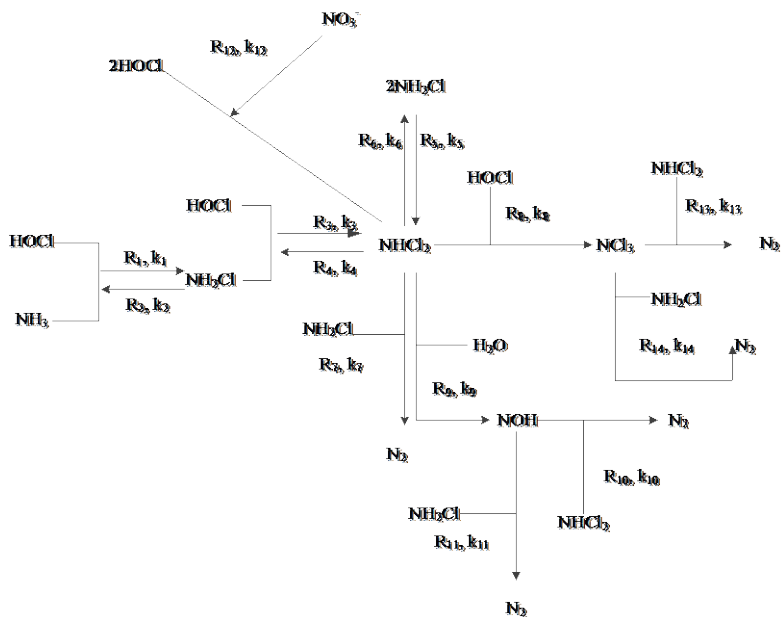 NO₃⁻
R₁₂, k₁₂
2HOCl
2NH₂Cl
R₆, k₆
R₅, k₅
HOCl
NHCl₂
R₈, k₈
R₁₃, k₁₃
HOCl
R₃, k₃
HOCl
R₁, k₁
NHCl₂
NCl₃
N₂
NH₂Cl
R₄, k₄
R₂, k₂
NH₃
NH₂Cl
NH₂Cl
H₂O
R₇, k₇
R₁₄, k₁₄
N₂
R₉, k₉
NOH
N₂
N₂
R₁₀, k₁₀
NH₂Cl
NHCl₂
R₁₁, k₁₁
N₂